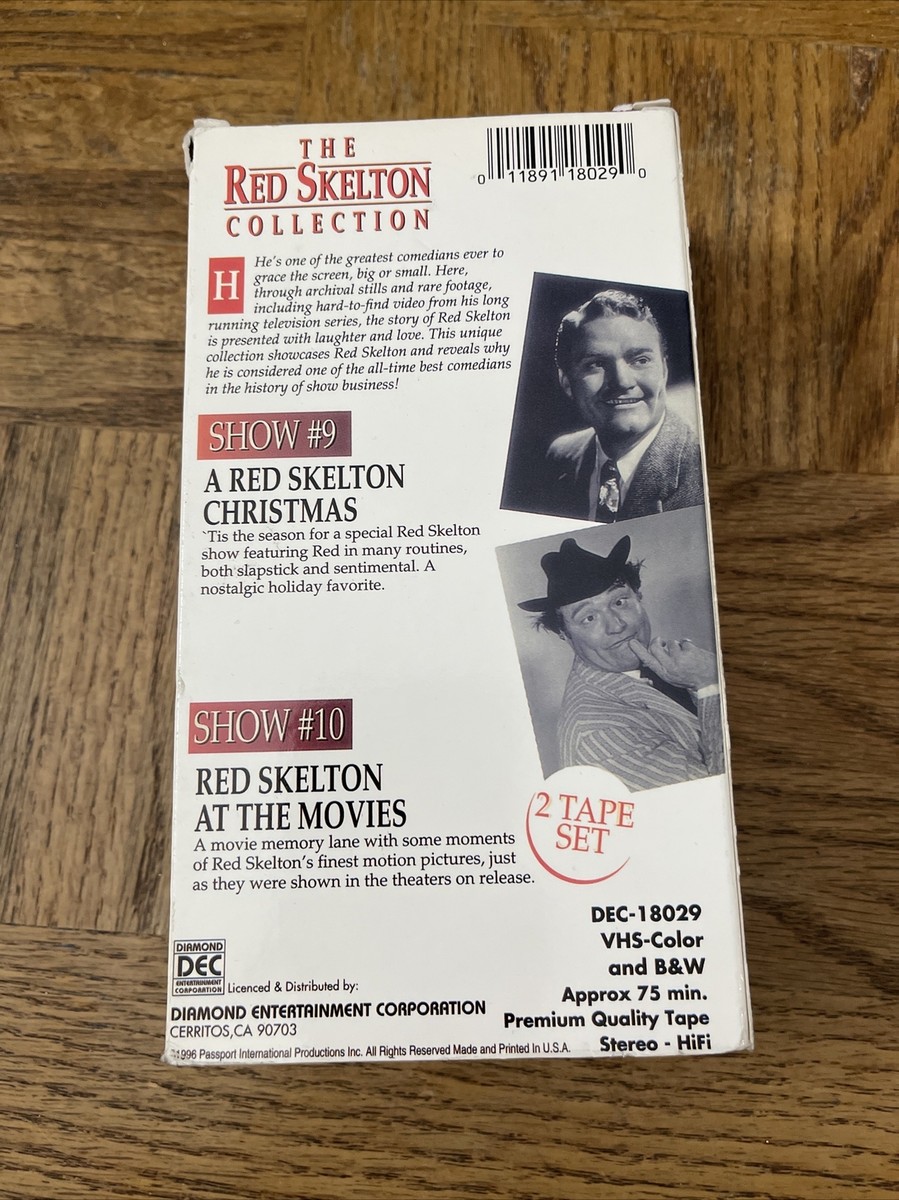 THE
RED SKELTON
COLLECTION
0 11891 18029 0
H
He's one of the greatest comedians ever to
grace the screen, big or small. Here,
through archival stills and rare footage,
including hard-to-find video from his long
running television series, the story of Red Skelton
is presented with laughter and love. This unique
collection showcases Red Skelton and reveals why
he is considered one of the all-time best comedians
in the history of show business!
SHOW #9
A RED SKELTON
CHRISTMAS
`Tis the season for a special Red Skelton
show featuring Red in many routines,
both slapstick and sentimental. A
nostalgic holiday favorite.
SHOW #10
RED SKELTON
AT THE MOVIES
A movie memory lane with some moments
of Red Skelton's finest motion pictures, just
as they were shown in the theaters on release.
2 TAPE
SET
DEC-18029
VHS-Color
and B&W
Approx 75 min.
Premium Quality Tape
Stereo - HiFi
DIAMOND
DEC
ENTERTAINMENT
CORPORATION
Licenced & Distributed by:
DIAMOND ENTERTAINMENT CORPORATION
CERRITOS,CA 90703
©1996 Passport International Productions Inc. All Rights Reserved Made and Printed In U.S.A.